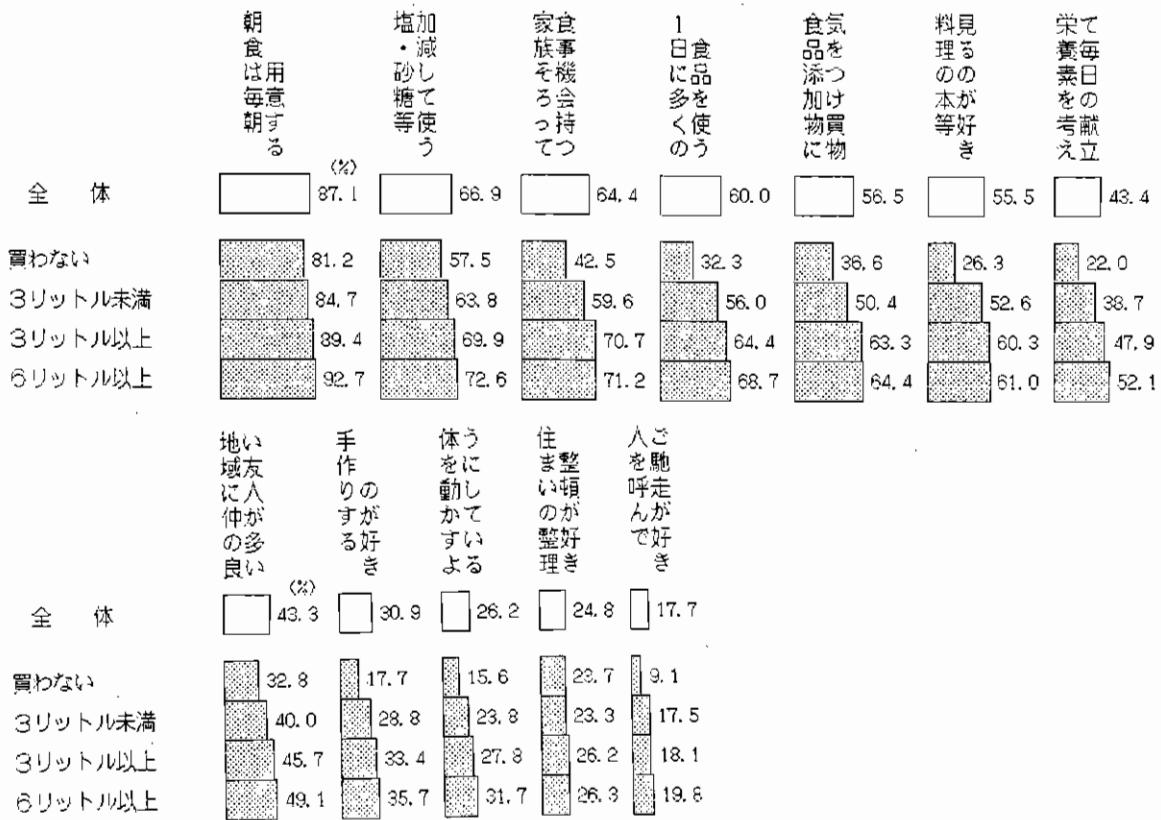 朝食は毎朝
用意する
塩・砂糖等
加減して使う
家族そろって
食事機会持つ
1日に多くの
食品を使う
食品添加物に
気をつけ買物
料理の本等
見るのが好き
栄養素を考え
て毎日の献立
(%)
全 体 87.1 66.9 64.4 60.0 56.5 55.5 43.4
買わない 81.2 57.5 42.5 32.3 36.6 26.3 22.0
3リットル未満 84.7 63.8 59.6 56.0 50.4 52.6 38.7
3リットル以上 89.4 69.9 70.7 64.4 63.3 60.3 47.9
6リットル以上 92.7 72.6 71.2 68.7 64.4 61.0 52.1
地域に仲の良
い友人が多い
手作りする
のが好き
体を動かすよ
うにしている
住まいの整理
整頓が好き
人を呼んで
ご馳走が好き
(%)
全 体 43.3 30.9 26.2 24.8 17.7
買わない 32.8 17.7 15.6 23.7 9.1
3リットル未満 40.0 28.8 23.8 23.3 17.5
3リットル以上 45.7 33.4 27.8 26.2 18.1
6リットル以上 49.1 35.7 31.7 26.3 19.8